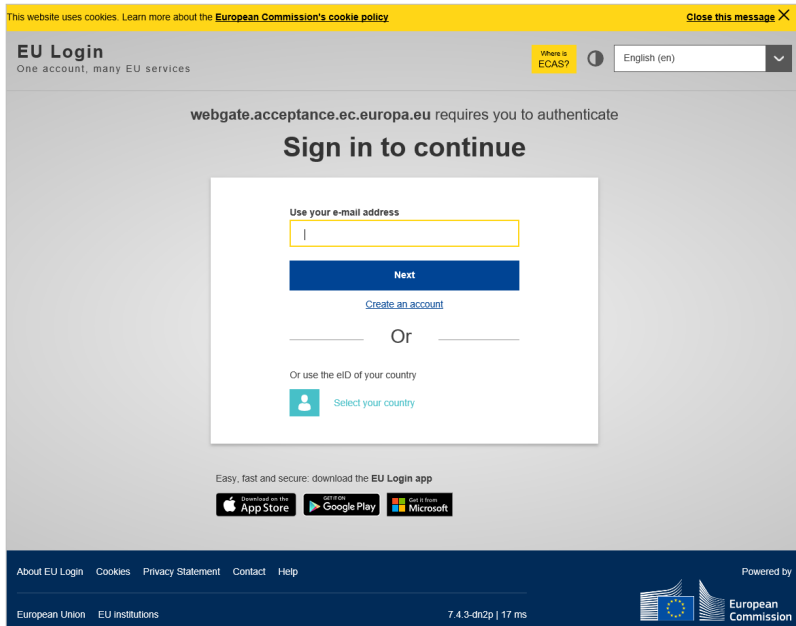 This website uses cookies. Learn more about the European Commission's cookie policy
Close this message
EU Login
One account, many EU services
Where is
ECAS?
English (en)
webgate.acceptance.ec.europa.eu requires you to authenticate
Sign in to continue
Use your e-mail address
Next
Create an account
Or
Or use the eID of your country
Select your country
Easy, fast and secure: download the EU Login app
Download on the
App Store
GET IT ON
Google Play
Get it from
Microsoft
About EU Login Cookies Privacy Statement Contact Help
Powered by
European Union EU institutions
7.4.3-dn2p | 17 ms
European
Commission